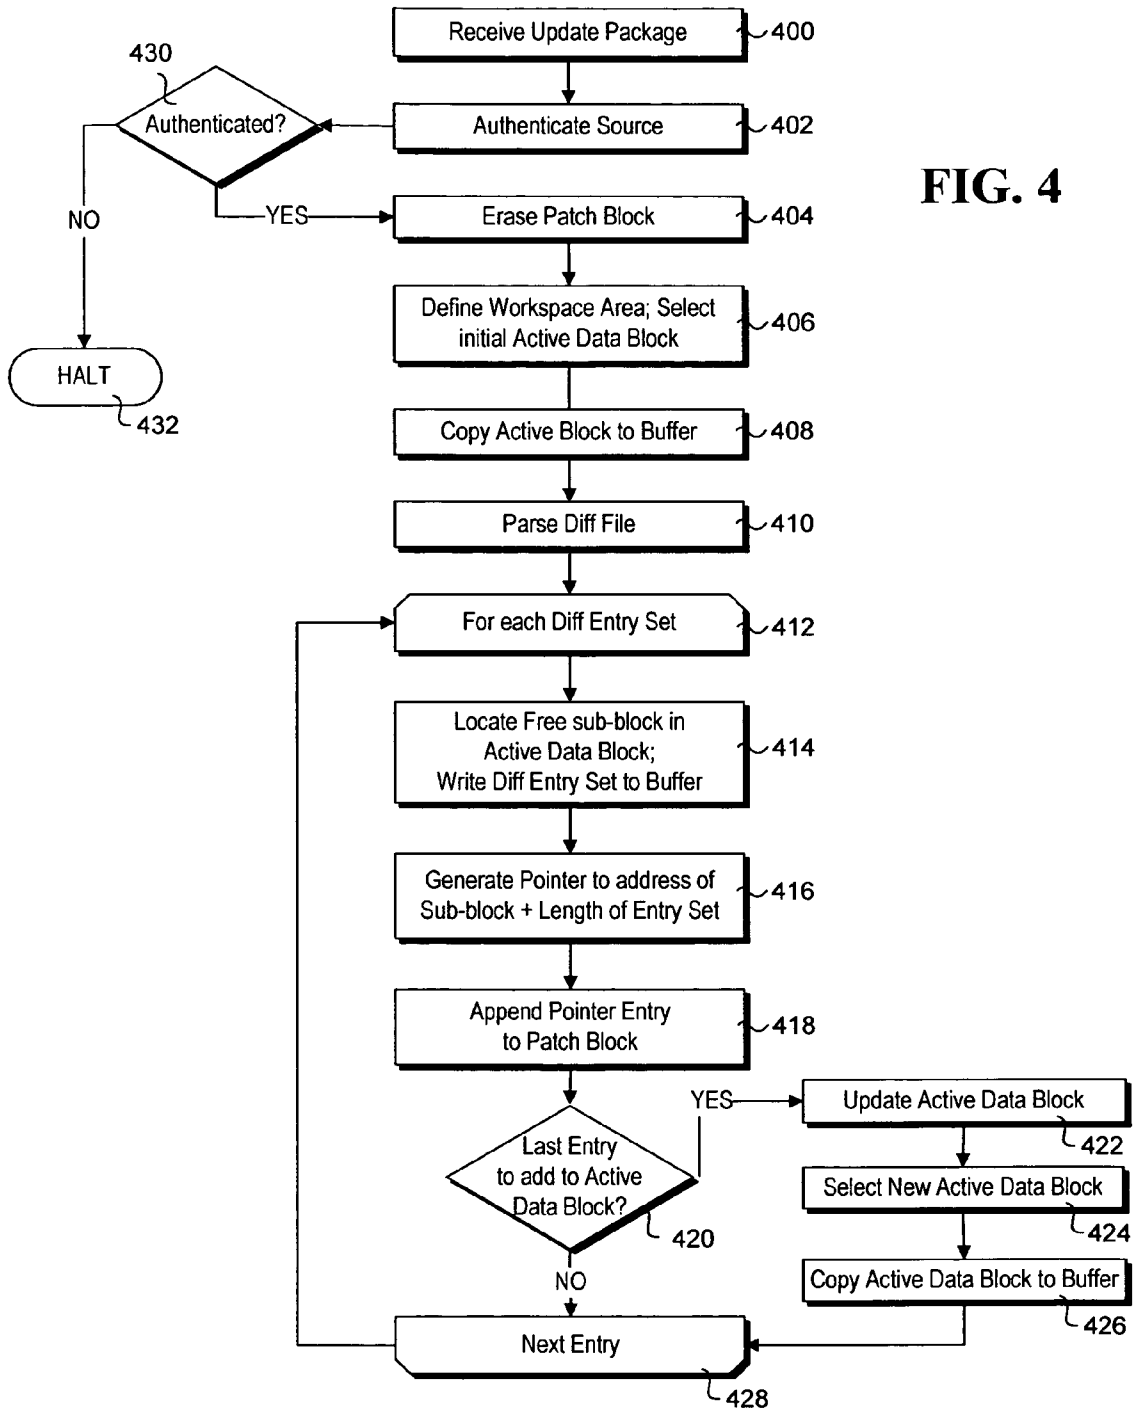 Receive Update Package
400
430
Authenticated?
Authenticate Source
402
FIG. 4
NO
YES
Erase Patch Block
404
Define Workspace Area; Select
initial Active Data Block
406
HALT
432
Copy Active Block to Buffer
408
Parse Diff File
410
For each Diff Entry Set
412
Locate Free sub-block in
Active Data Block;
Write Diff Entry Set to Buffer
414
Generate Pointer to address of
Sub-block + Length of Entry Set
416
Append Pointer Entry
to Patch Block
418
YES
Update Active Data Block
422
Last Entry
to add to Active
Data Block?
420
Select New Active Data Block
424
NO
Copy Active Data Block to Buffer
426
Next Entry
428